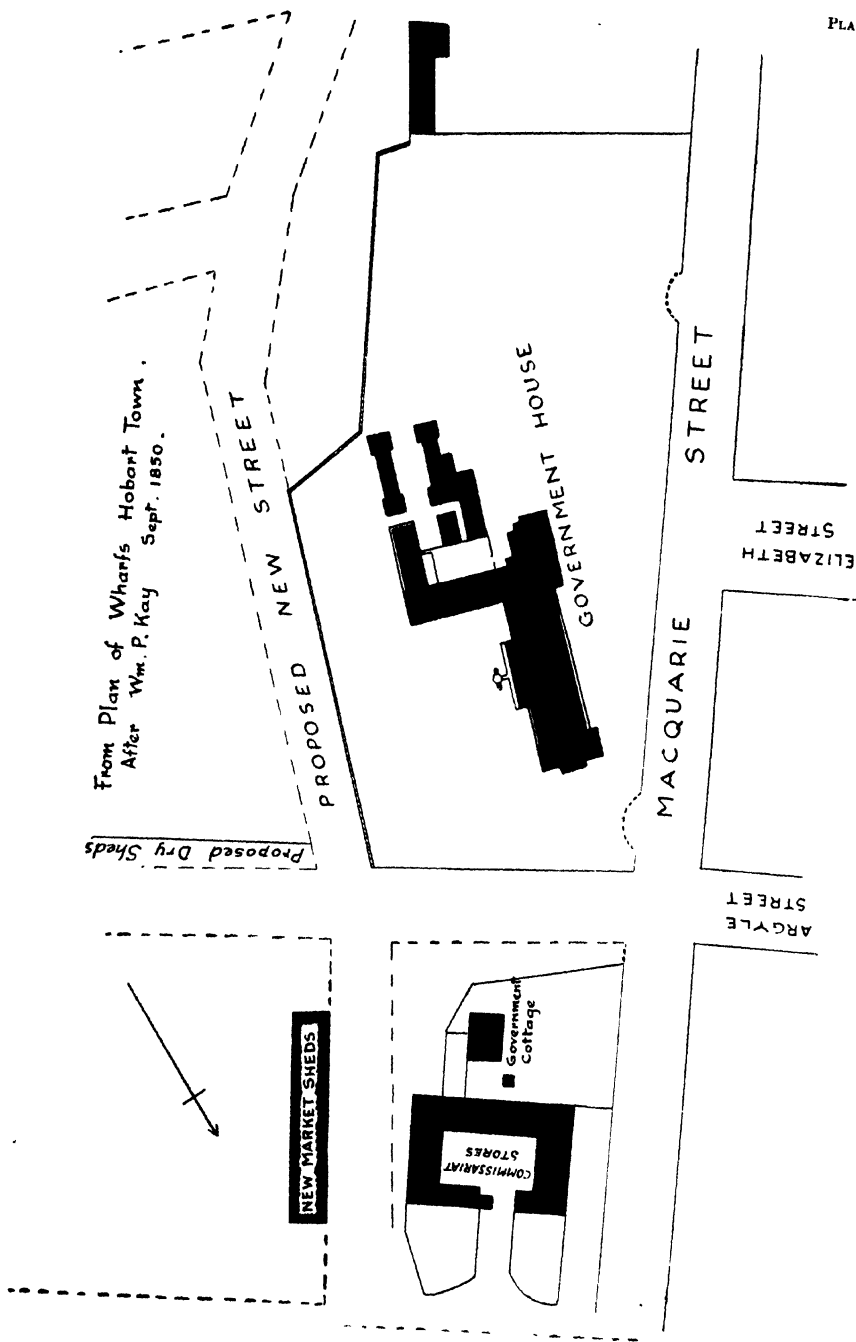 PLA
From Plan of Wharfs Hobart Town.
After Wm. P. Kay Sept. 1850.
PROPOSED NEW STREET
Proposed Dry Sheds
GOVERNMENT HOUSE
MACQUARIE STREET
ELIZABETH
STREET
ARGYLE
STREET
NEW MARKET SHEDS
Government
Cottage
COMMISSARIAT
STORES